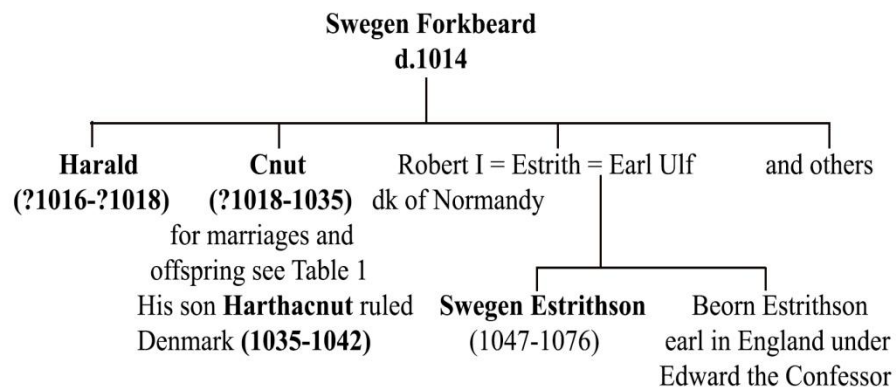 Swegen Forkbeard
d.1014
Harald
(?1016-?1018)
Cnut
(?1018-1035)
for marriages and
offspring see Table 1
His son Harthacnut ruled
Denmark (1035-1042)
Robert I = Estrith = Earl Ulf
dk of Normandy
and others
Swegen Estrithson
(1047-1076)
Beorn Estrithson
earl in England under
Edward the Confessor